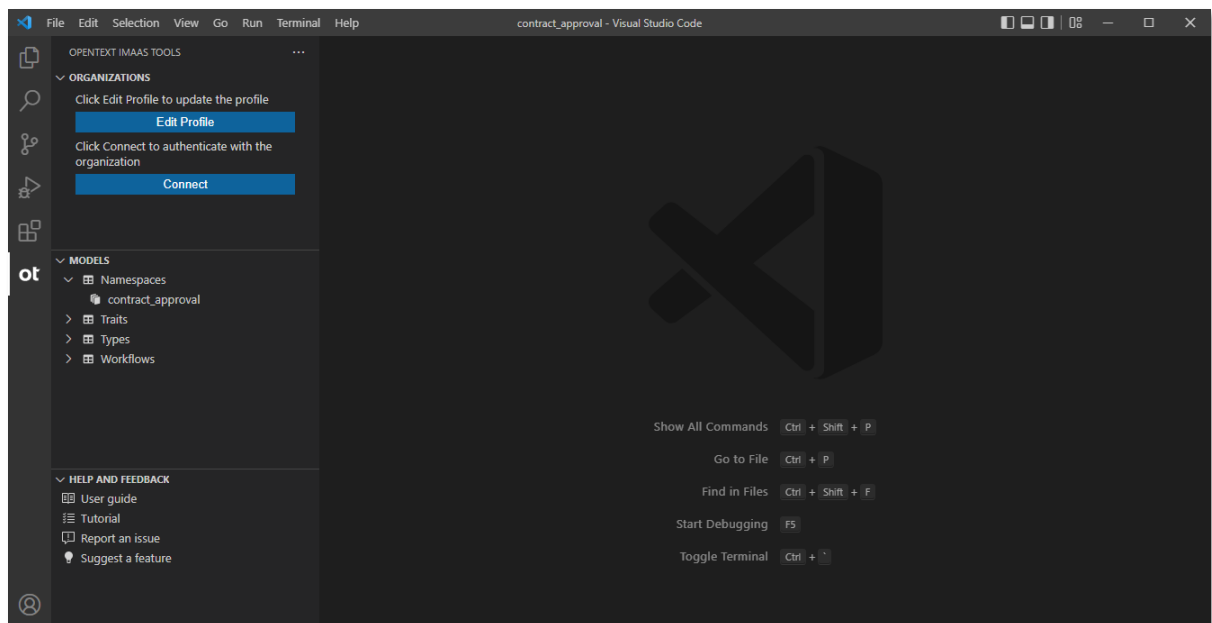 File Edit Selection View Go Run Terminal Help contract_approval - Visual Studio Code
OPENTEXT IMAAS TOOLS ...
ORGANIZATIONS
Click Edit Profile to update the profile
Edit Profile
Click Connect to authenticate with the
organization
Connect
ot
MODELS
Namespaces
contract_approval
Traits
Types
Workflows
HELP AND FEEDBACK
User guide
Tutorial
Report an issue
Suggest a feature
Show All Commands Ctrl + Shift + P
Go to File Ctrl + P
Find in Files Ctrl + Shift + F
Start Debugging F5
Toggle Terminal Ctrl + `